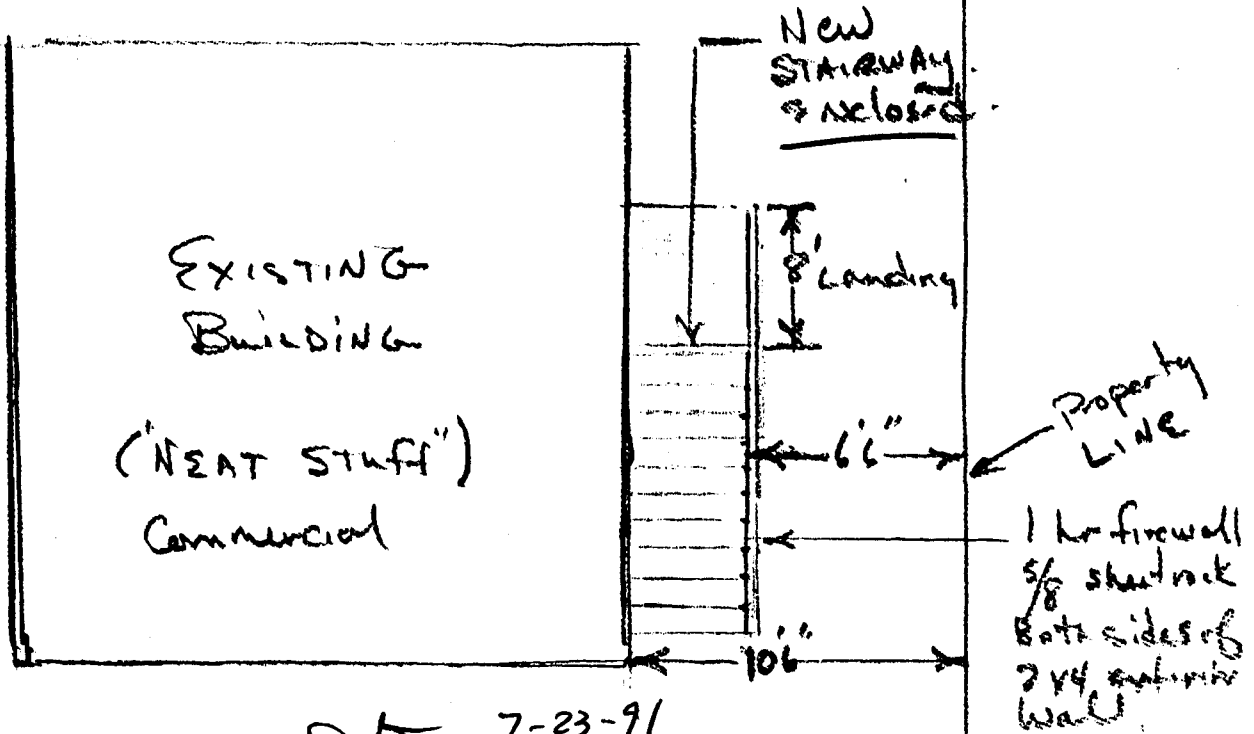 New
STAIRWAY.
enclosed.
EXISTING
BuilDiNG
("NEAT STuff")
Commercial
8' Landing
Property
LINE
6'6"
1 hr firewall
5/8 sheetrock
Both sides of
2x4 exterior
Wall
10'6"
7-23-91